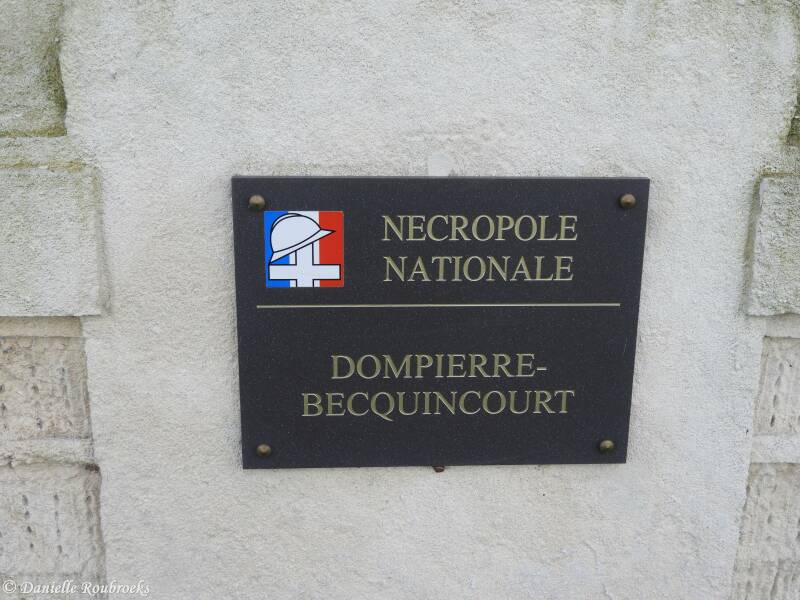 NECROPOLE
NATIONALE
DOMPIERRE-
BECQUINCOURT
© Danielle Roubroeks